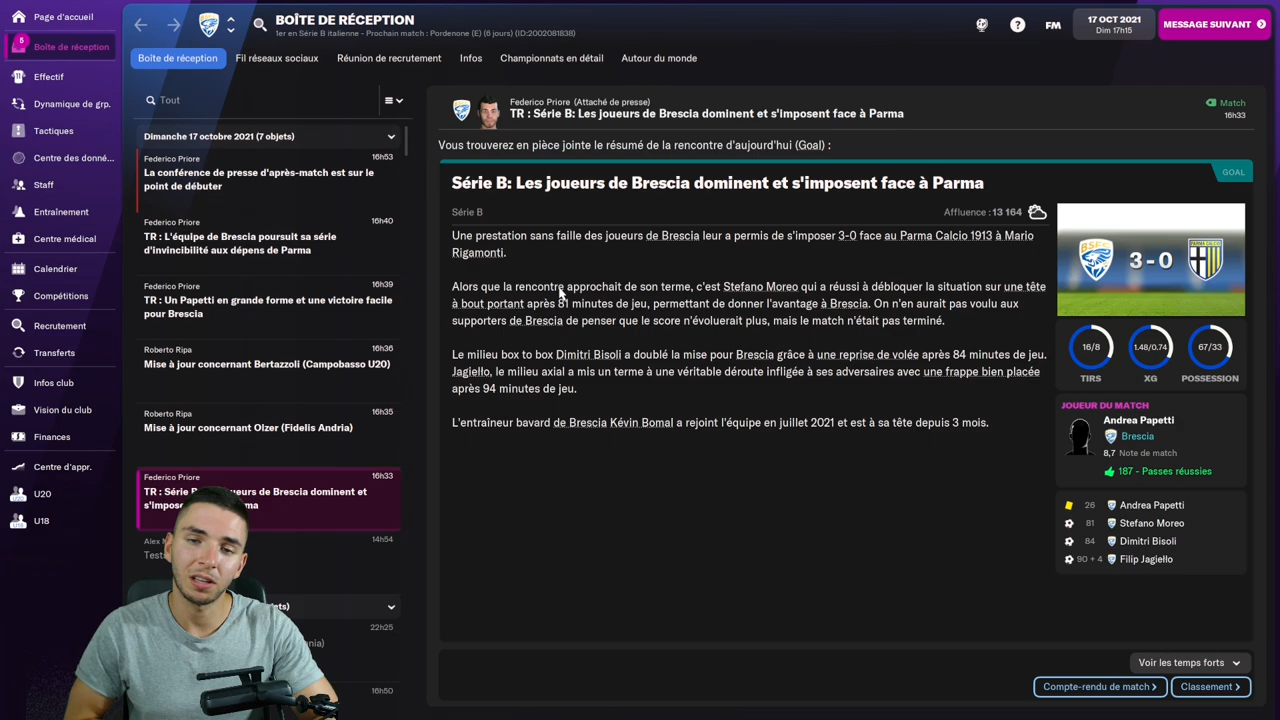 Page d'accueil
5
Boîte de réception
Effectif
Dynamique de grp.
Tactiques
Centre des donné...
Staff
Entraînement
Centre médical
Calendrier
Compétitions
Recrutement
Transferts
Infos club
Vision du club
Finances
Centre d'appr.
U20
U18
BOÎTE DE RÉCEPTION
1er en Série B italienne - Prochain match : Pordenone (E) (6 jours) (ID:2002081838)
?
FM
17 OCT 2021
Dim 17h15
MESSAGE SUIVANT
Boîte de réception
Fil réseaux sociaux
Réunion de recrutement
Infos
Championnats en détail
Autour du monde
Tout
Dimanche 17 octobre 2021 (7 objets)
Federico Priore 16h53
La conférence de presse d'après-match est sur le
point de débuter
Federico Priore 16h40
TR : L'équipe de Brescia poursuit sa série
d'invincibilité aux dépens de Parma
Federico Priore 16h39
TR : Un Papetti en grande forme et une victoire facile
pour Brescia
Roberto Ripa 16h36
Mise à jour concernant Bertazzoli (Campobasso U20)
Roberto Ripa 16h35
Mise à jour concernant Olzer (Fidelis Andria)
Federico Priore 16h33
TR : Série B
ueurs de Brescia dominent et
s'impose
rma
Alex 14h54
Tests
ets)
22h25
nia)
16h50
Federico Priore (Attaché de presse)
TR : Série B: Les joueurs de Brescia dominent et s'imposent face à Parma
Match
16h33
Vous trouverez en pièce jointe le résumé de la rencontre d'aujourd'hui (Goal) :
GOAL
Série B: Les joueurs de Brescia dominent et s'imposent face à Parma
Série B
Affluence : 13 164
Une prestation sans faille des joueurs de Brescia leur a permis de s'imposer 3-0 face au Parma Calcio 1913 à Mario
Rigamonti.
Alors que la rencontre approchait de son terme, c'est Stefano Moreo qui a réussi à débloquer la situation sur une tête
à bout portant après 81 minutes de jeu, permettant de donner l'avantage à Brescia. On n'en aurait pas voulu aux
supporters de Brescia de penser que le score n'évoluerait plus, mais le match n'était pas terminé.
Le milieu box to box Dimitri Bisoli a doublé la mise pour Brescia grâce à une reprise de volée après 84 minutes de jeu.
Jagiełło, le milieu axial a mis un terme à une véritable déroute infligée à ses adversaires avec une frappe bien placée
après 94 minutes de jeu.
L'entraîneur bavard de Brescia Kévin Bomal a rejoint l'équipe en juillet 2021 et est à sa tête depuis 3 mois.
3 - 0
16/8
1.48/0.74
67/33
TIRS
XG
POSSESSION
JOUEUR DU MATCH
Andrea Papetti
Brescia
8,7 Note de match
187 - Passes réussies
26 Andrea Papetti
81 Stefano Moreo
84 Dimitri Bisoli
90 + 4 Filip Jagiełło
Voir les temps forts
Compte-rendu de match
Classement